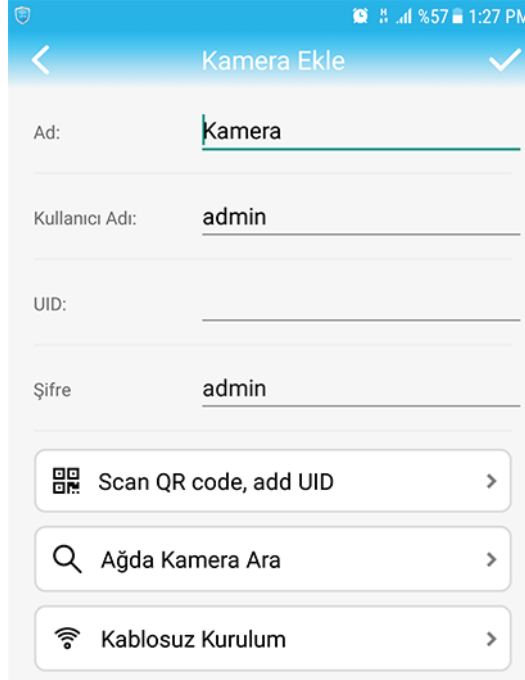 %57 1:27 PM
Kamera Ekle
Ad: Kamera
Kullanıcı Adı: admin
UID:
Şifre admin
Scan QR code, add UID
Ağda Kamera Ara
Kablosuz Kurulum